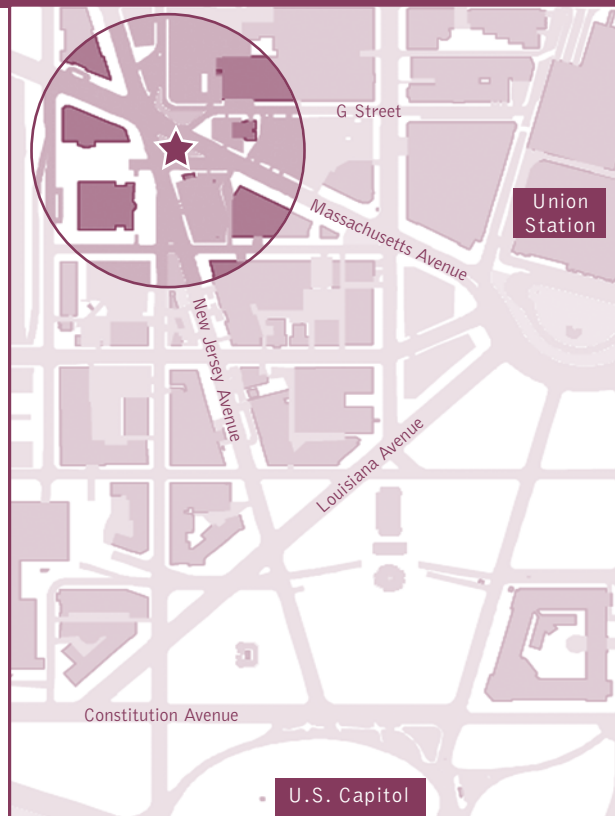 G Street
Union
Station
Massachusetts Avenue
New Jersey Avenue
Louisiana Avenue
Constitution Avenue
U.S. Capitol